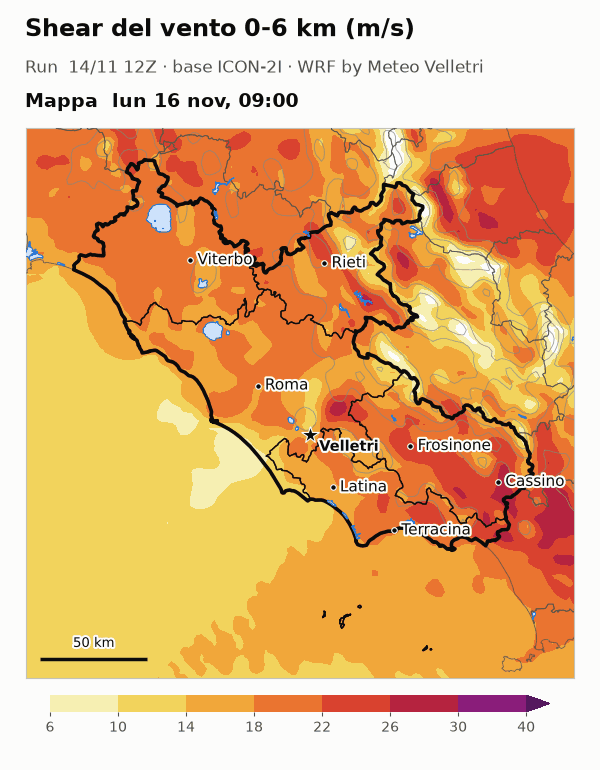 Shear del vento 0-6 km (m/s)
Run  14/11 12Z · base ICON-2I · WRF by Meteo Velletri
Mappa  lun 16 nov, 09:00
Viterbo
Rieti
Roma
Velletri
Frosinone
Cassino
Latina
Terracina
50 km
6 10 14 18 22 26 30 40